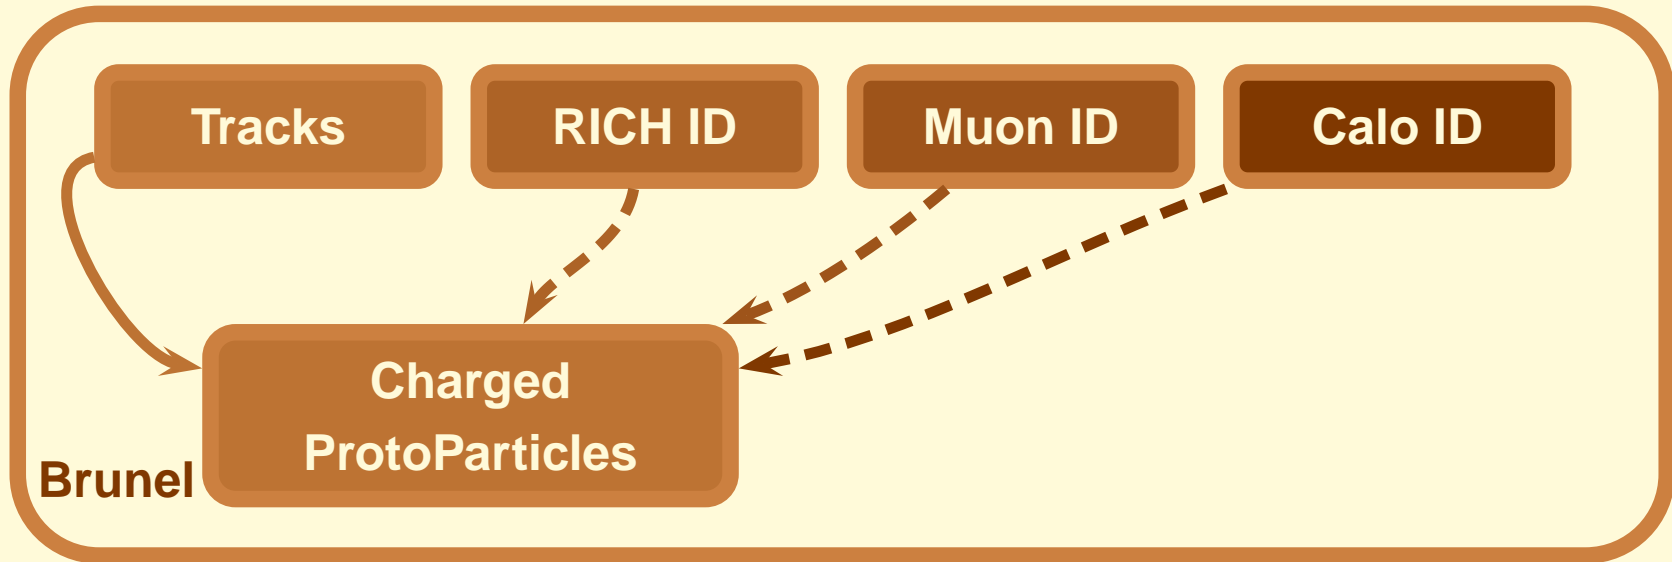 Tracks
RICH ID
Muon ID
Calo ID
Charged
ProtoParticles
Brunel